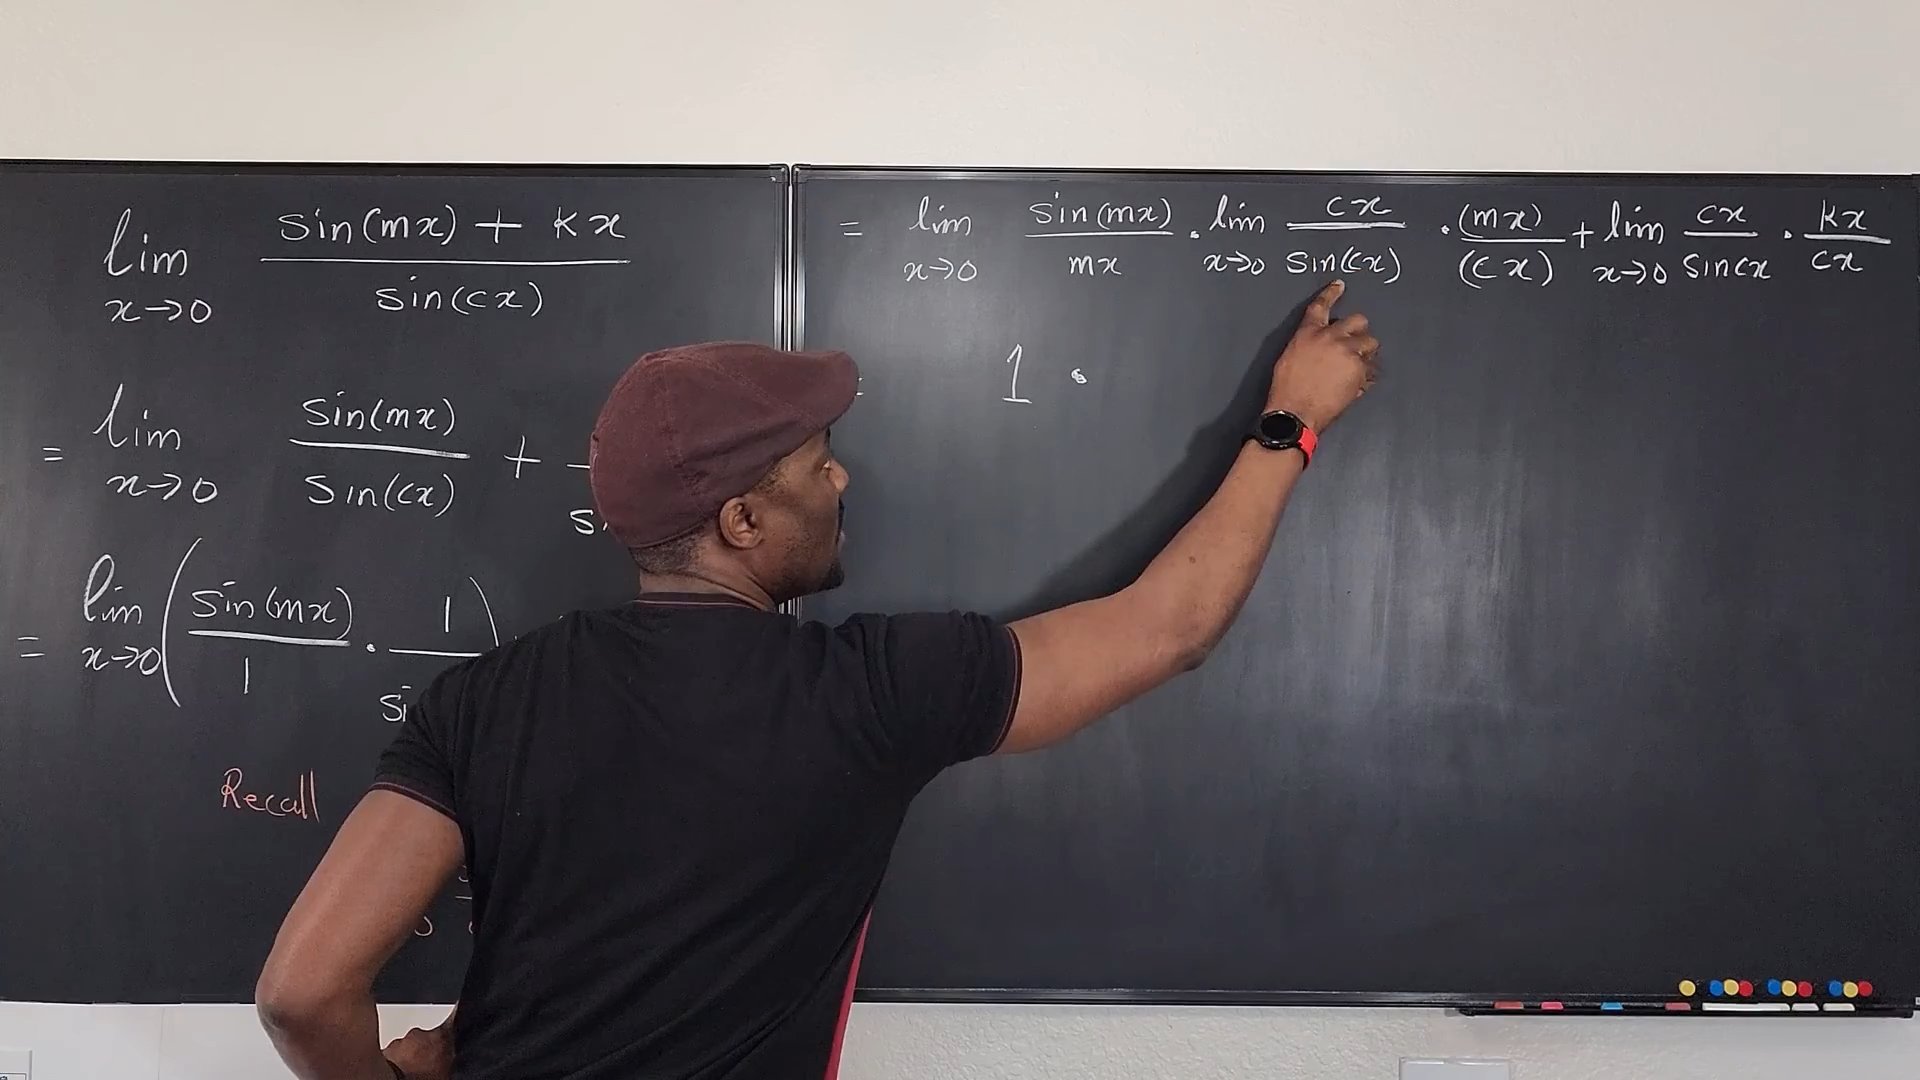 lim x→0 (sin(mx) + kx)/(sin(cx))
= lim x→0 (sin(mx))/(sin(cx)) +
= lim x→0 ( (sin(mx))/1 · 1/
Recall
= lim x→0 (sin(mx))/(mx) · lim x→0 (cx)/(sin(cx)) · (mx)/(cx) + lim x→0 (cx)/(sincx) · (kx)/(cx)
1 ·